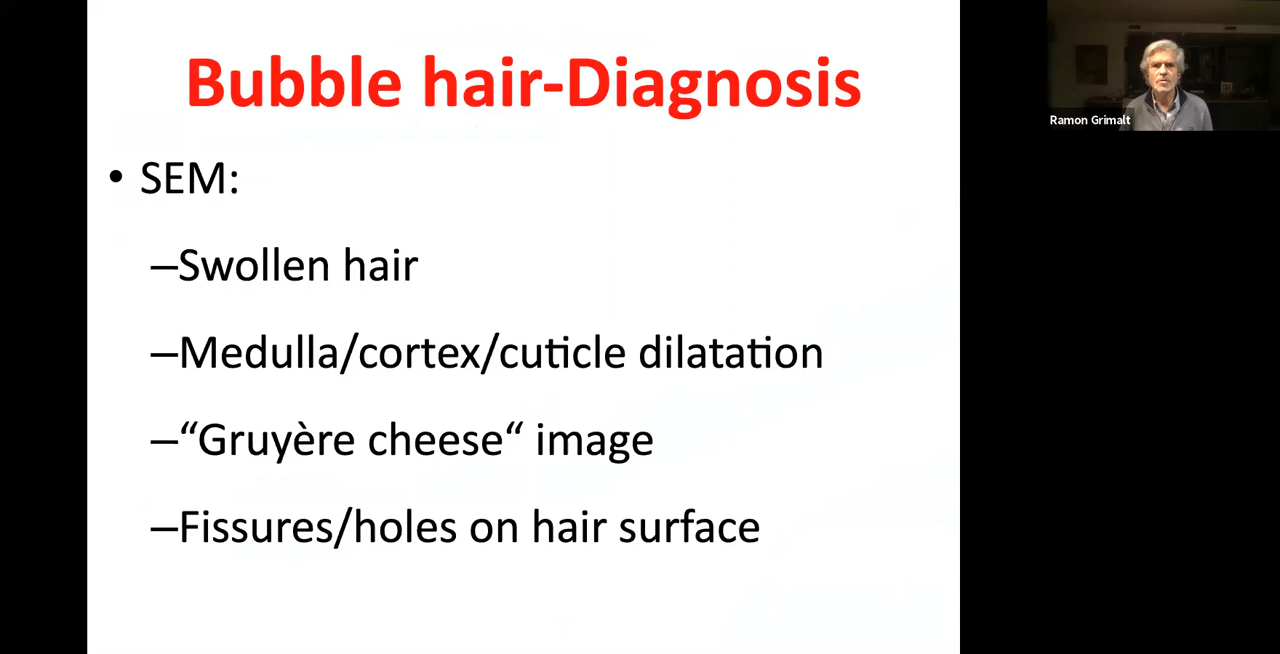 Bubble hair-Diagnosis
• SEM:
–Swollen hair
–Medulla/cortex/cuticle dilatation
–“Gruyère cheese“ image
–Fissures/holes on hair surface
Ramon Grimalt